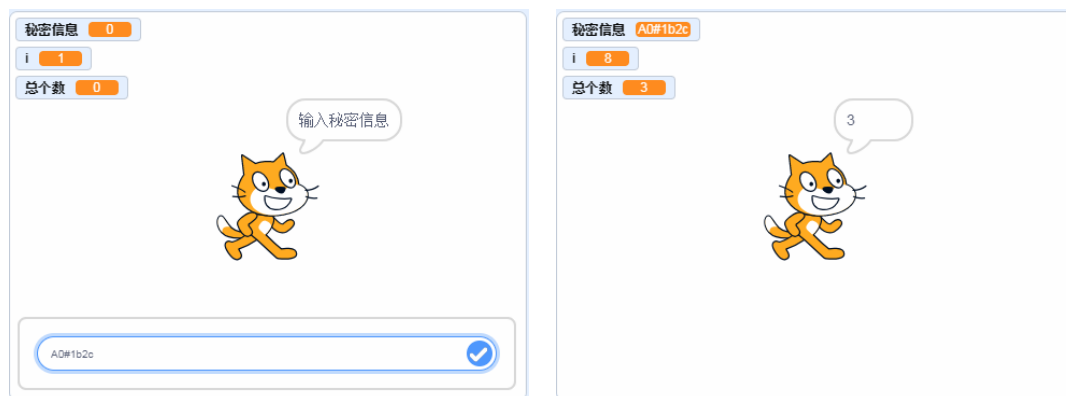 秘密信息 0
i 1
总个数 0
输入秘密信息
A0#1b2c
秘密信息 A0#1b2c
i 8
总个数 3
3